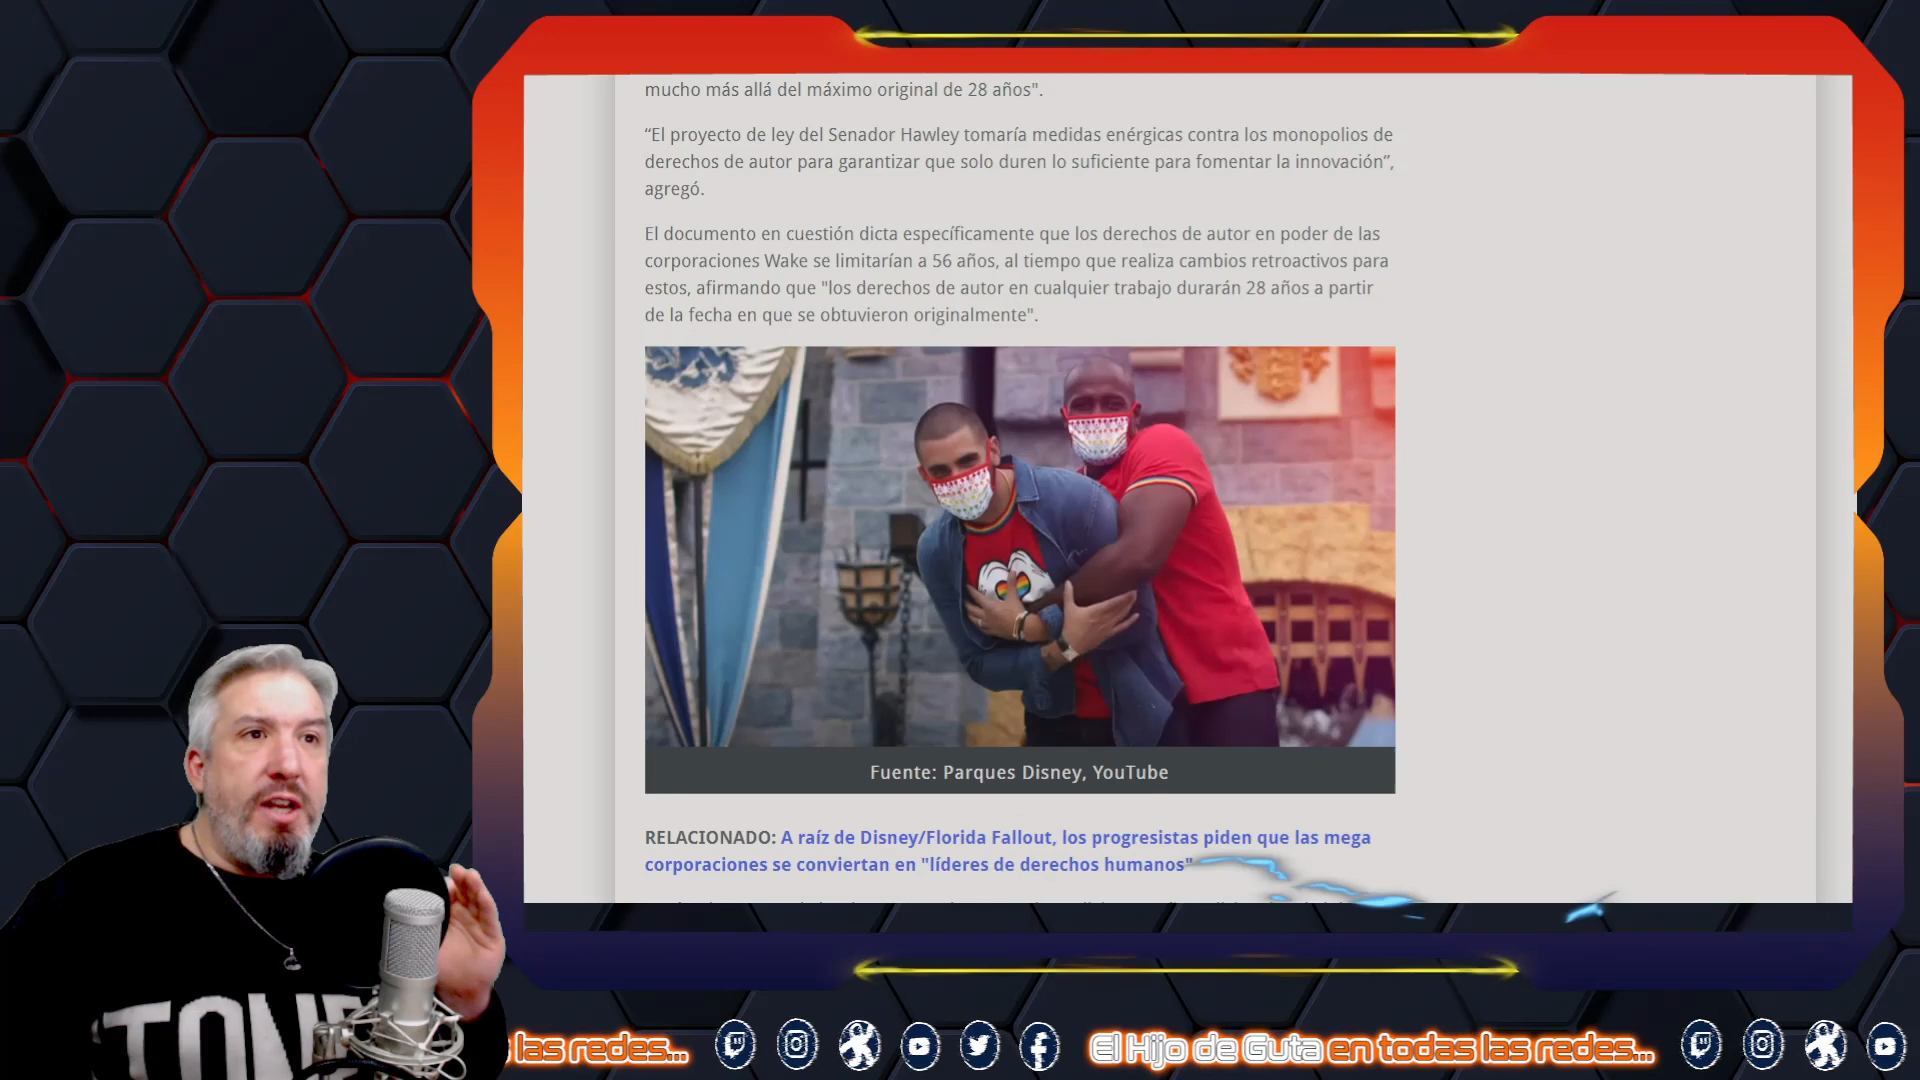 mucho más allá del máximo original de 28 años".
“El proyecto de ley del Senador Hawley tomaría medidas enérgicas contra los monopolios de
derechos de autor para garantizar que solo duren lo suficiente para fomentar la innovación”,
agregó.
El documento en cuestión dicta específicamente que los derechos de autor en poder de las
corporaciones Wake se limitarían a 56 años, al tiempo que realiza cambios retroactivos para
estos, afirmando que "los derechos de autor en cualquier trabajo durarán 28 años a partir
de la fecha en que se obtuvieron originalmente".
Fuente: Parques Disney, YouTube
RELACIONADO: A raíz de Disney/Florida Fallout, los progresistas piden que las mega
corporaciones se conviertan en "líderes de derechos humanos"
las redes... El Hijo de Guta en todas las redes...